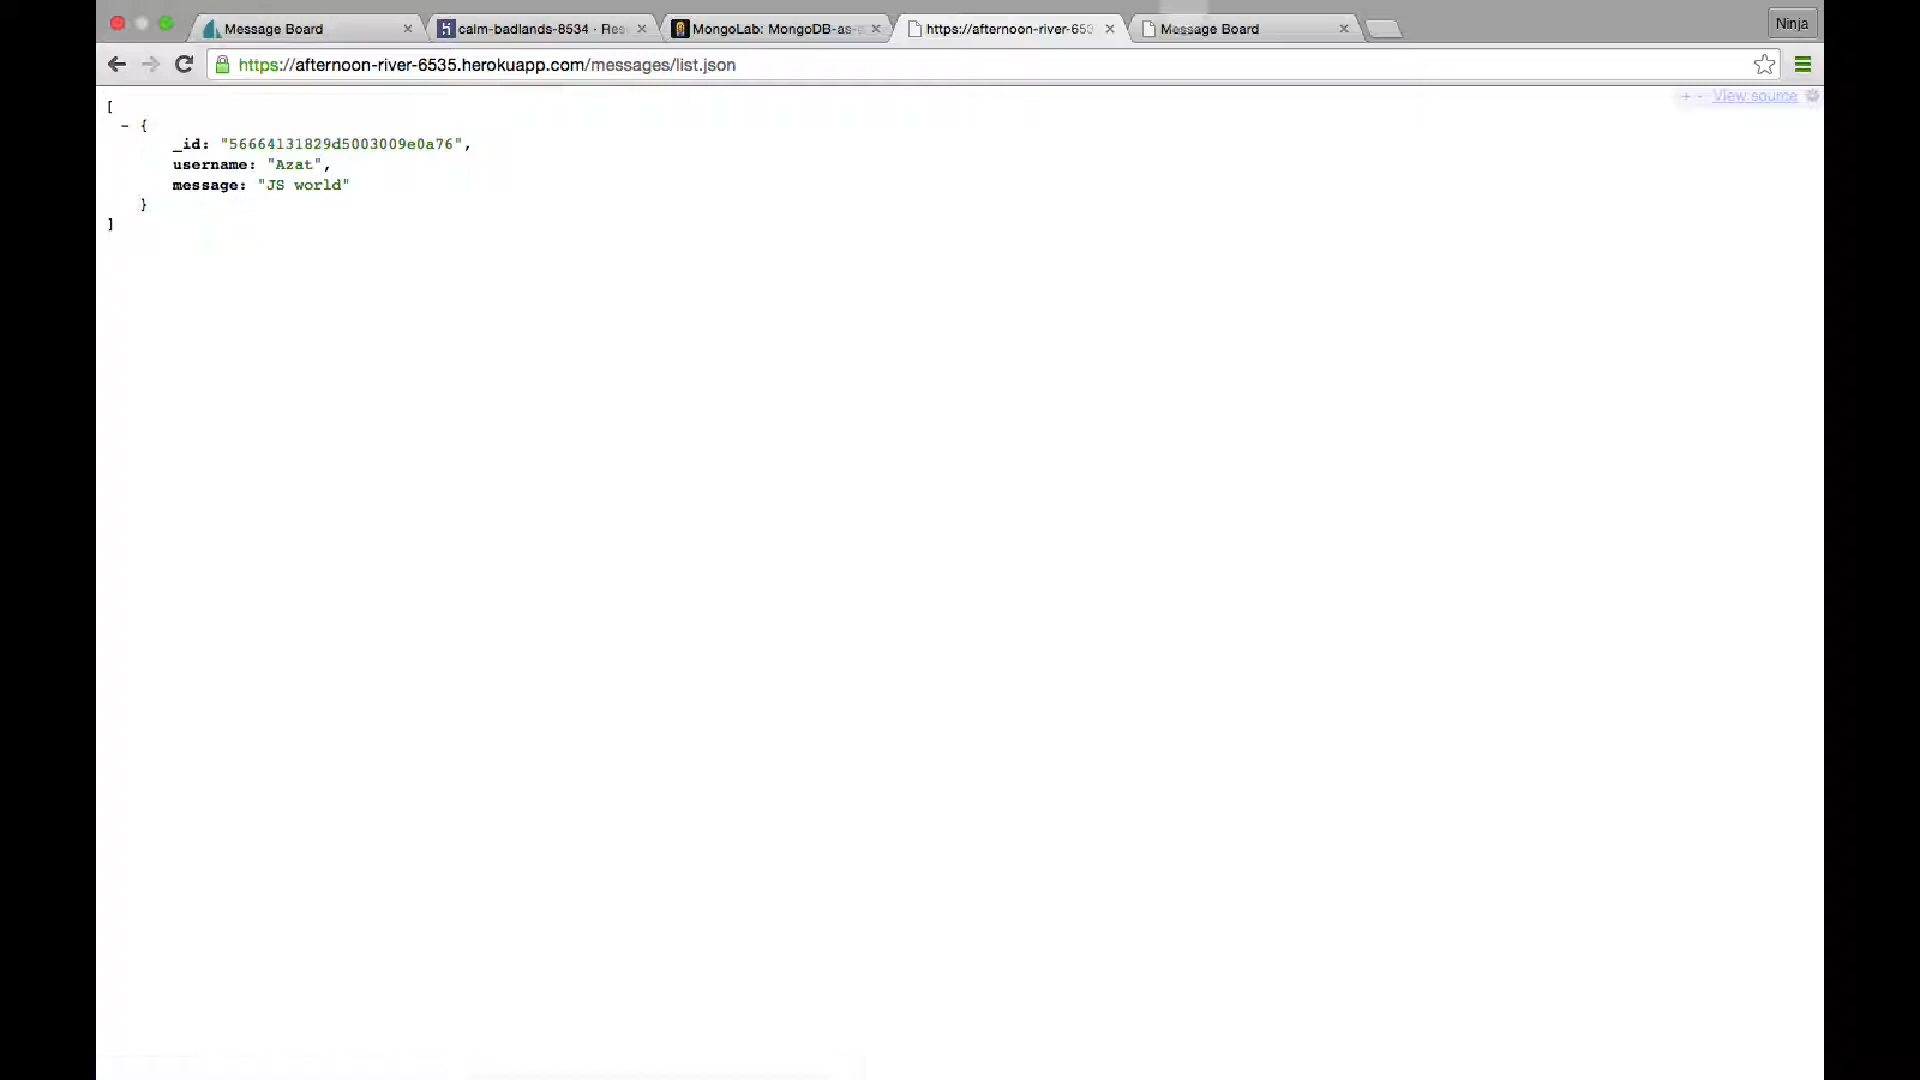 Message Board
calm-badlands-8534 - Res
MongoLab: MongoDB-as-
https://afternoon-river-653
Message Board
Ninja
https://afternoon-river-6535.herokuapp.com/messages/list.json
+ - View source
[
- {
_id: "56664131829d5003009e0a76",
username: "Azat",
message: "JS world"
}
]